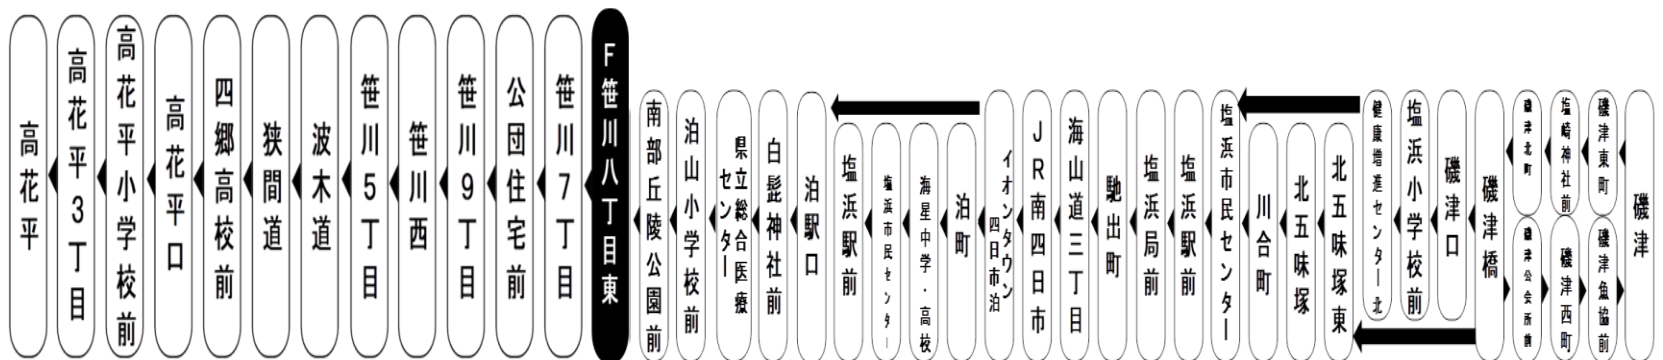 高花平
高花平3丁目
高花平小学校前
高花平口
四郷高校前
狭間道
波木道
笹川5丁目
笹川西
笹川9丁目
公団住宅前
笹川7丁目
F笹川八丁目東
南部丘陵公園前
泊山小学校前
県立総合医療
センター
白髭神社前
泊駅口
塩浜駅前
塩浜市民センター
海星中学・高校
泊町
イオンタウン
四日市泊
JR南四日市
海山道三丁目
馳出町
塩浜局前
塩浜駅前
塩浜市民センター
川合町
北五味塚
北五味塚東
健康増進センター北
塩浜小学校前
磯津口
磯津橋
磯津北町
磯津公会所前
塩崎神社前
磯津西町
磯津東町
磯津魚協前
磯津